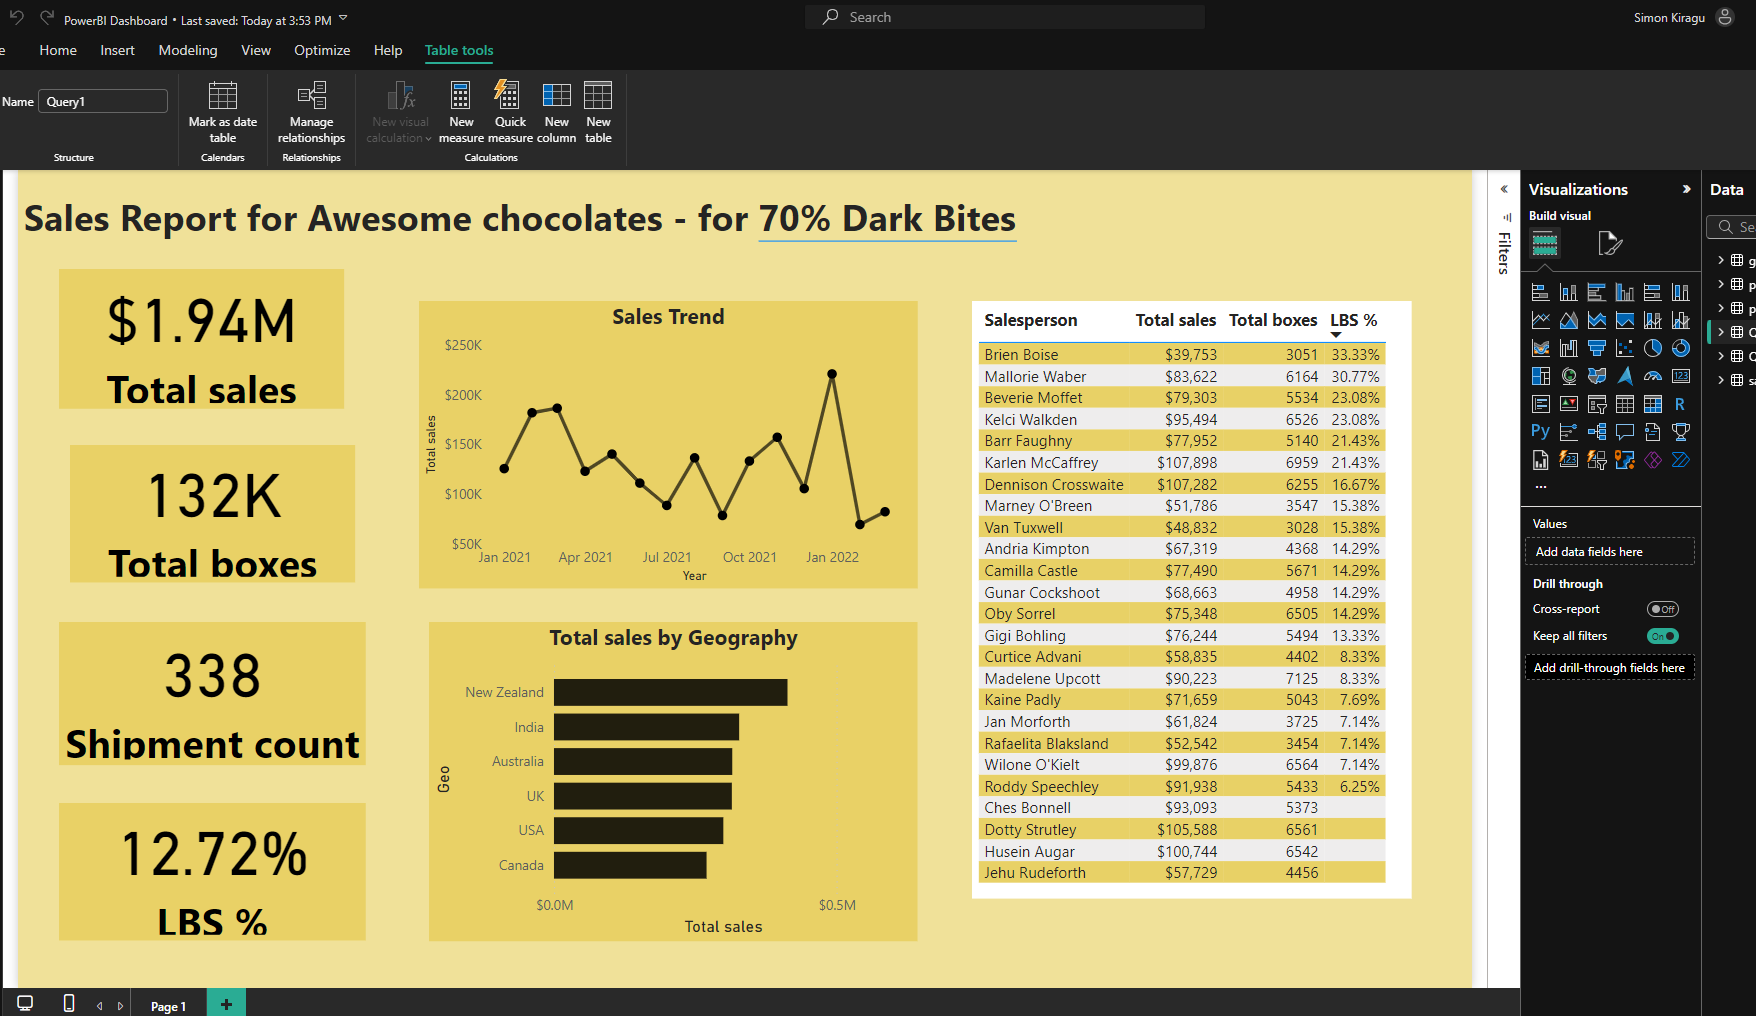 PowerBI Dashboard • Last saved: Today at 3:53 PM
Search
Simon Kiragu
e Home Insert Modeling View Optimize Help Table tools
Name Query1
Mark as date table
Manage relationships
New visual calculation
New measure
Quick measure
New column
New table
Structure Calendars Relationships Calculations
Sales Report for Awesome chocolates - for 70% Dark Bites
$1.94M
Total sales
132K
Total boxes
338
Shipment count
12.72%
LBS %
Sales Trend
Total sales
$250K
$200K
$150K
$100K
$50K
Jan 2021 Apr 2021 Jul 2021 Oct 2021 Jan 2022
Year
Total sales by Geography
Geo
New Zealand
India
Australia
UK
USA
Canada
$0.0M $0.5M
Total sales
Salesperson Total sales Total boxes LBS %
Brien Boise $39,753 3051 33.33%
Mallorie Waber $83,622 6164 30.77%
Beverie Moffet $79,303 5534 23.08%
Kelci Walkden $95,494 6526 23.08%
Barr Faughny $77,952 5140 21.43%
Karlen McCaffrey $107,898 6959 21.43%
Dennison Crosswaite $107,282 6255 16.67%
Marney O'Breen $51,786 3547 15.38%
Van Tuxwell $48,832 3028 15.38%
Andria Kimpton $67,319 4368 14.29%
Camilla Castle $77,490 5671 14.29%
Gunar Cockshoot $68,663 4958 14.29%
Oby Sorrel $75,348 6505 14.29%
Gigi Bohling $76,244 5494 13.33%
Curtice Advani $58,835 4402 8.33%
Madelene Upcott $90,223 7125 8.33%
Kaine Padly $71,659 5043 7.69%
Jan Morforth $61,824 3725 7.14%
Rafaelita Blaksland $52,542 3454 7.14%
Wilone O'Kielt $99,876 6564 7.14%
Roddy Speechley $91,938 5433 6.25%
Ches Bonnell $93,093 5373
Dotty Strutley $105,588 6561
Husein Augar $100,744 6542
Jehu Rudeforth $57,729 4456
Filters
Visualizations
Build visual
123
R
Py
123
...
Values
Add data fields here
Drill through
Cross-report Off
Keep all filters On
Add drill-through fields here
Data
Se
g
p
p
Q
Q
sa
Page 1